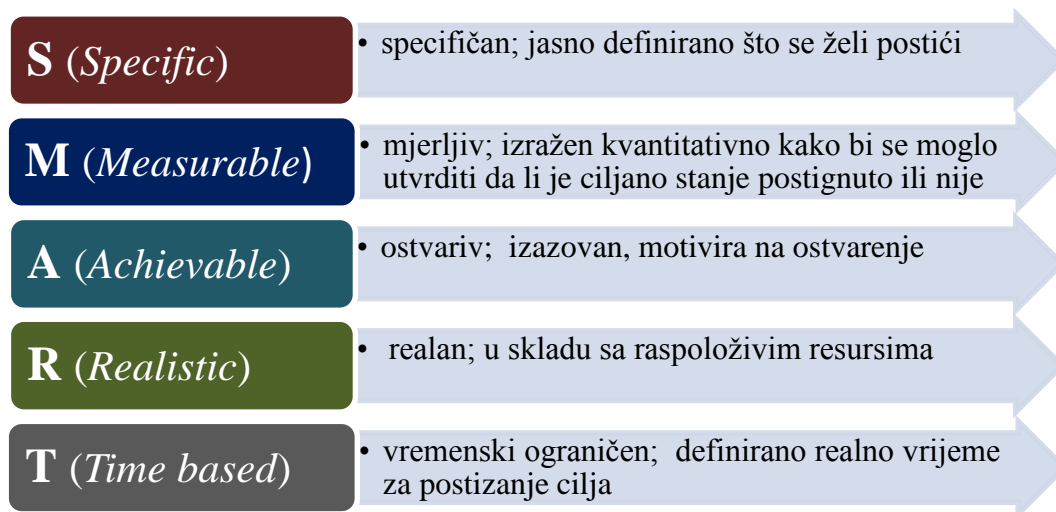 S (Specific)
• specifičan; jasno definirano što se želi postići
M (Measurable)
• mjerljiv; izražen kvantitativno kako bi se moglo
utvrditi da li je ciljano stanje postignuto ili nije
A (Achievable)
• ostvariv;  izazovan, motivira na ostvarenje
R (Realistic)
• realan; u skladu sa raspoloživim resursima
T (Time based)
• vremenski ograničen;  definirano realno vrijeme
za postizanje cilja